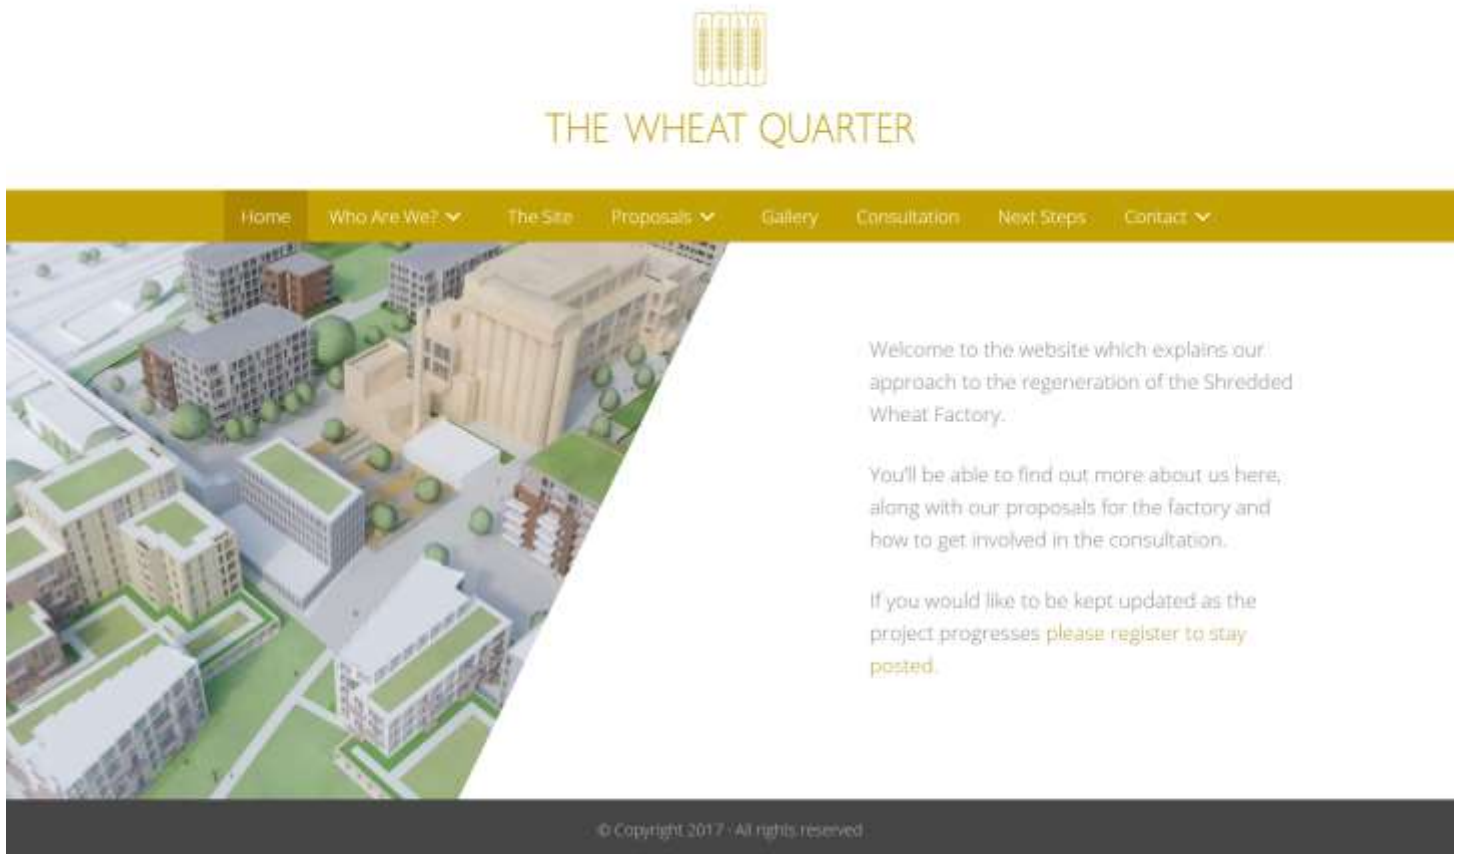 THE WHEAT QUARTER
Home Who Are We? The Site Proposals Gallery Consultation Next Steps Contact
Welcome to the website which explains our
approach to the regeneration of the Shredded
Wheat Factory.
You'll be able to find out more about us here,
along with our proposals for the factory and
how to get involved in the consultation.
If you would like to be kept updated as the
project progresses please register to stay
posted.
© Copyright 2017 · All rights reserved